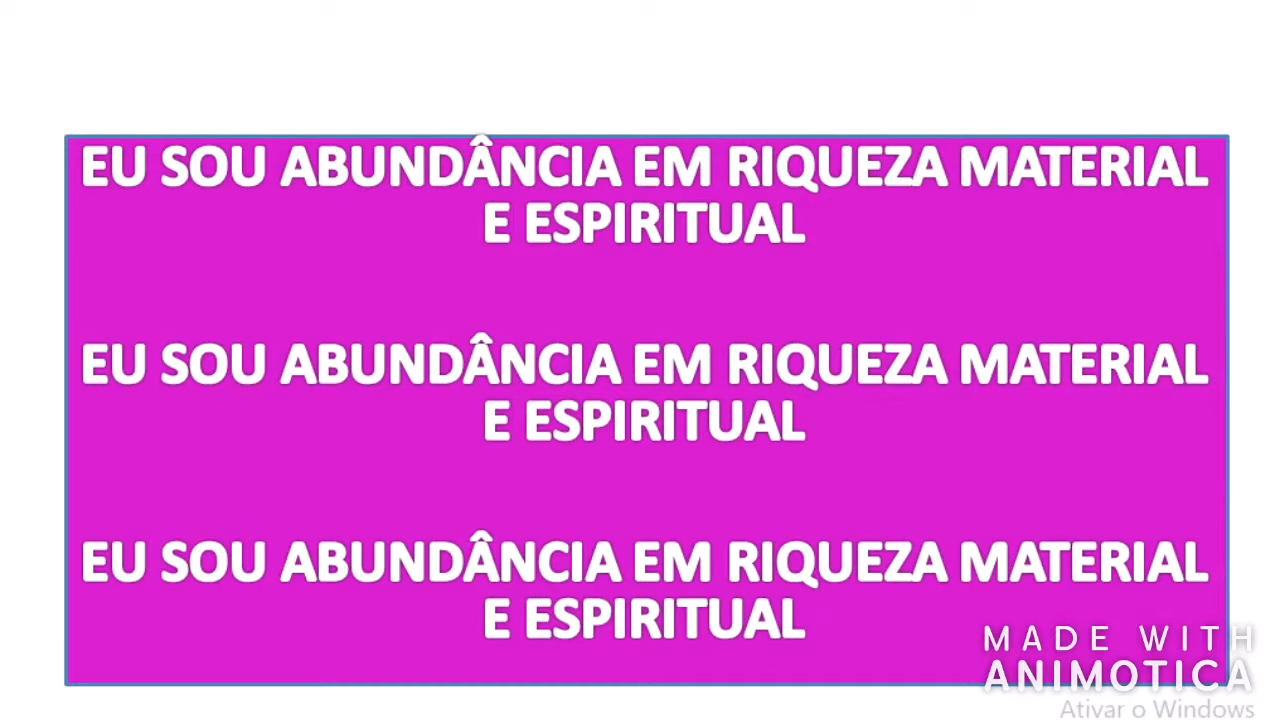 EU SOU ABUNDÂNCIA EM RIQUEZA MATERIAL
E ESPIRITUAL
EU SOU ABUNDÂNCIA EM RIQUEZA MATERIAL
E ESPIRITUAL
EU SOU ABUNDÂNCIA EM RIQUEZA MATERIAL
E ESPIRITUAL
MADE WITH
ANIMOTICA
Ativar o Windows